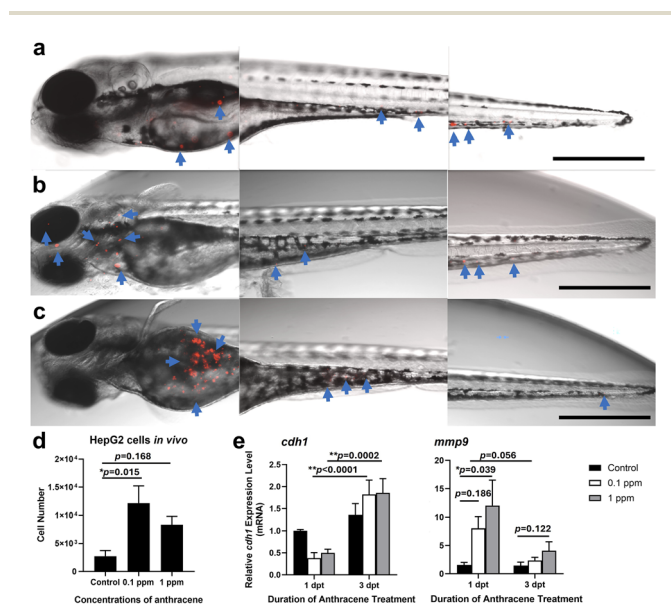 a
b
c
d
HepG2 cells in vivo
p=0.168
*p=0.015
2×10⁴
1.5×10⁴
1×10⁴
5×10³
0
Cell Number
Control 0.1 ppm 1 ppm
Concentrations of anthracene
e
cdh1
**p=0.0002
**p<0.0001
2.5
2.0
1.5
1.0
0.5
0.0
Relative cdh1 Expression Level
(mRNA)
1 dpt 3 dpt
Duration of Anthracene Treatment
mmp9
p=0.056
*p=0.039
p=0.186
p=0.122
20
15
10
5
0
1 dpt 3 dpt
Duration of Anthracene Treatment
Control
0.1 ppm
1 ppm